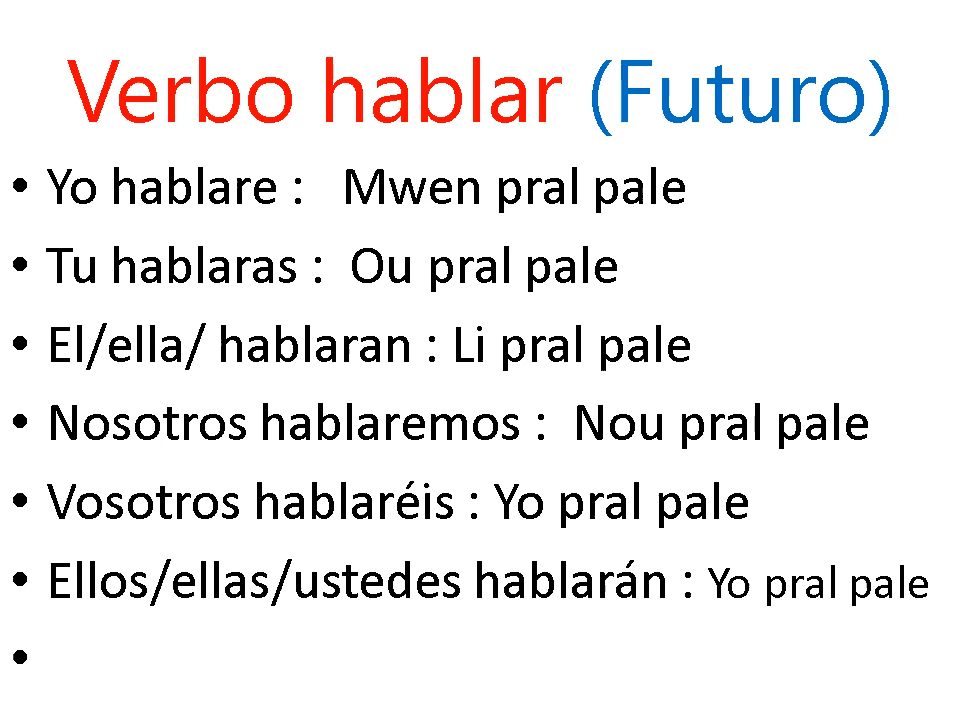 Verbo hablar (Futuro)
• Yo hablare : Mwen pral pale
• Tu hablaras : Ou pral pale
• El/ella/ hablaran : Li pral pale
• Nosotros hablaremos : Nou pral pale
• Vosotros hablaréis : Yo pral pale
• Ellos/ellas/ustedes hablarán : Yo pral pale
•